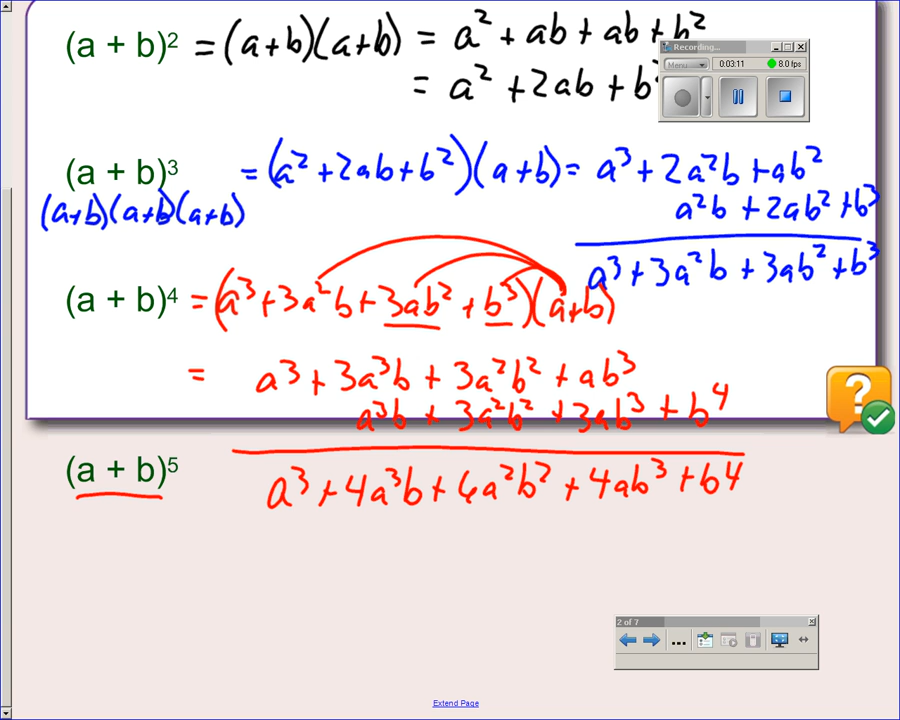 (a + b)² = (a+b)(a+b) = a² + ab + ab + b²
= a² + 2ab + b²
Recording...
Menu 0:03:11 8.0 fps
(a + b)³ = (a² + 2ab + b²)(a + b) = a³ + 2a²b + ab²
(a+b)(a+b)(a+b) a²b + 2ab² + b³
a³ + 3a²b + 3ab² + b³
(a + b)⁴ = (a³ + 3a²b + 3ab² + b³)(a+b)
= a³ + 3a³b + 3a²b² + ab³
a³b + 3a²b² + 3ab³ + b⁴
(a + b)⁵ a³ + 4a³b + 6a²b² + 4ab³ + b⁴
2 of 7
Extend Page